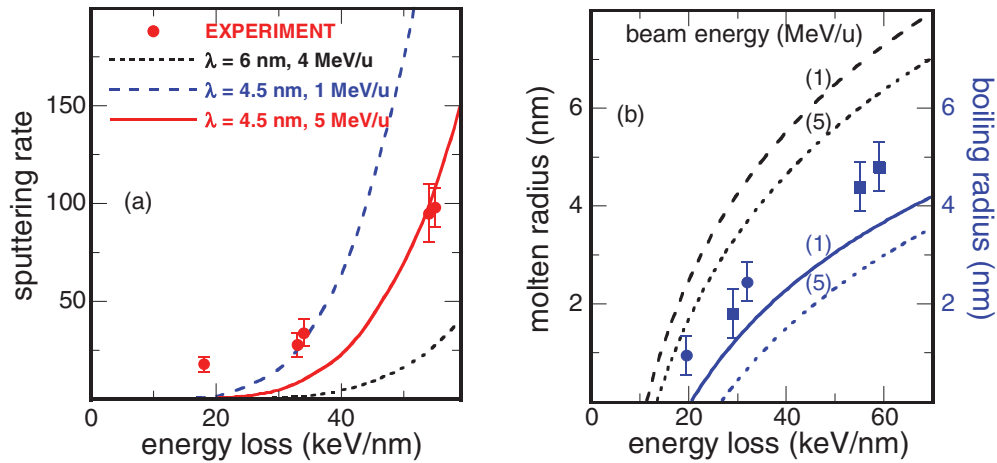 EXPERIMENT
λ = 6 nm, 4 MeV/u
λ = 4.5 nm, 1 MeV/u
λ = 4.5 nm, 5 MeV/u
(a)
sputtering rate
150
100
50
0
20
40
energy loss (keV/nm)
beam energy (MeV/u)
(b)
(1)
(5)
(1)
(5)
molten radius (nm)
6
4
2
boiling radius (nm)
6
4
2
0
20
40
60
energy loss (keV/nm)